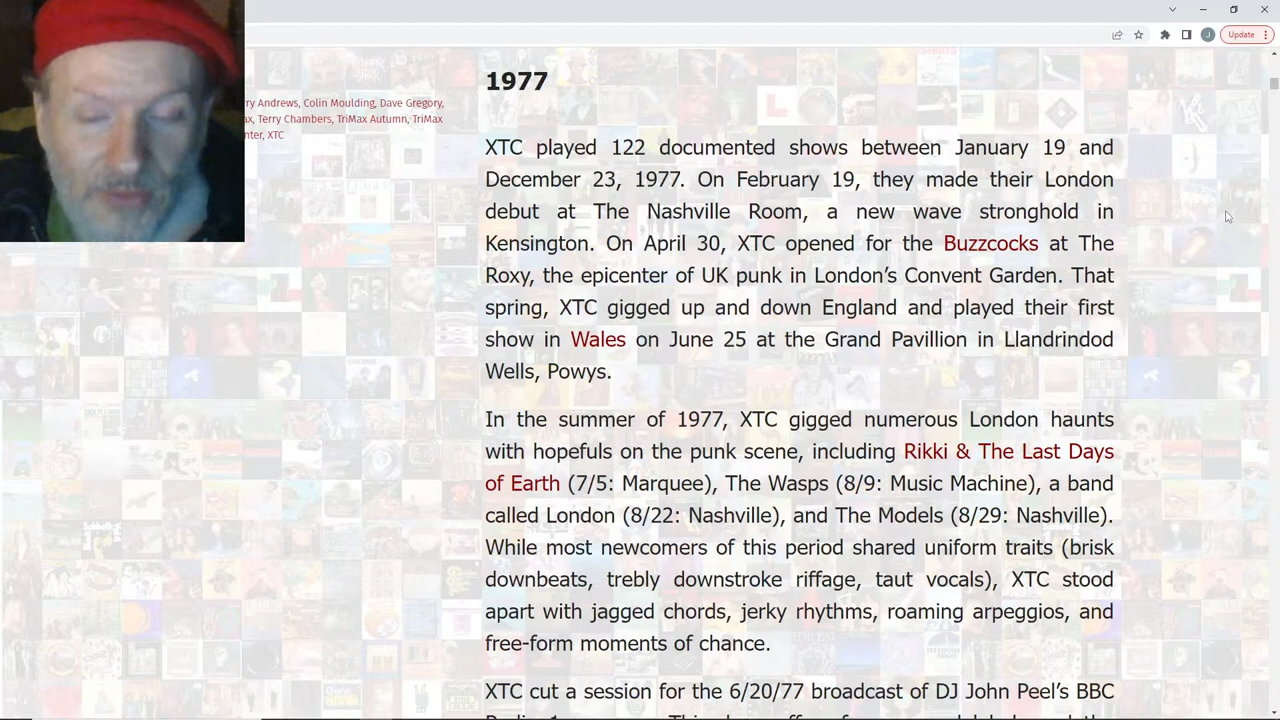 Update
1977
ry Andrews, Colin Moulding, Dave Gregory,
ax, Terry Chambers, TriMax Autumn, TriMax
nter, XTC
XTC played 122 documented shows between January 19 and
December 23, 1977. On February 19, they made their London
debut at The Nashville Room, a new wave stronghold in
Kensington. On April 30, XTC opened for the Buzzcocks at The
Roxy, the epicenter of UK punk in London’s Convent Garden. That
spring, XTC gigged up and down England and played their first
show in Wales on June 25 at the Grand Pavillion in Llandrindod
Wells, Powys.
In the summer of 1977, XTC gigged numerous London haunts
with hopefuls on the punk scene, including Rikki & The Last Days
of Earth (7/5: Marquee), The Wasps (8/9: Music Machine), a band
called London (8/22: Nashville), and The Models (8/29: Nashville).
While most newcomers of this period shared uniform traits (brisk
downbeats, trebly downstroke riffage, taut vocals), XTC stood
apart with jagged chords, jerky rhythms, roaming arpeggios, and
free-form moments of chance.
XTC cut a session for the 6/20/77 broadcast of DJ John Peel’s BBC